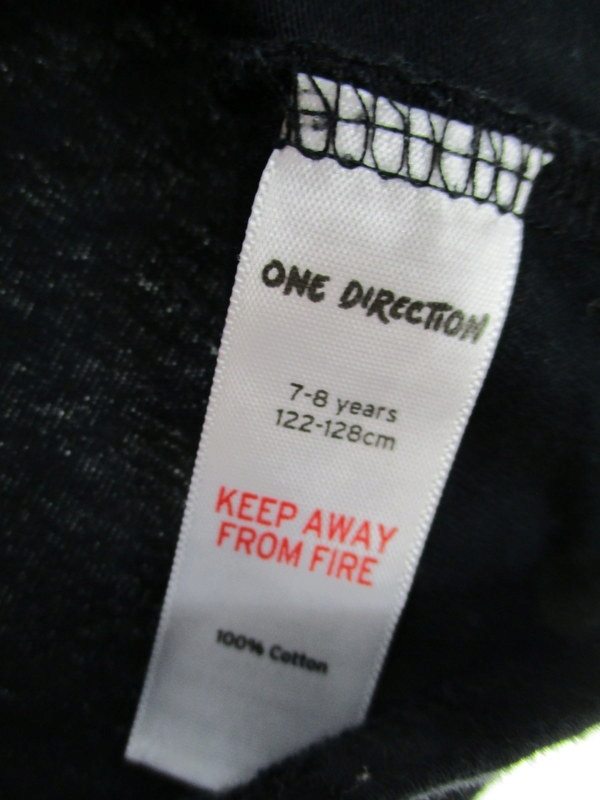 ONE DIRECTION
7-8 years
122-128cm
KEEP AWAY
FROM FIRE
100% Cotton